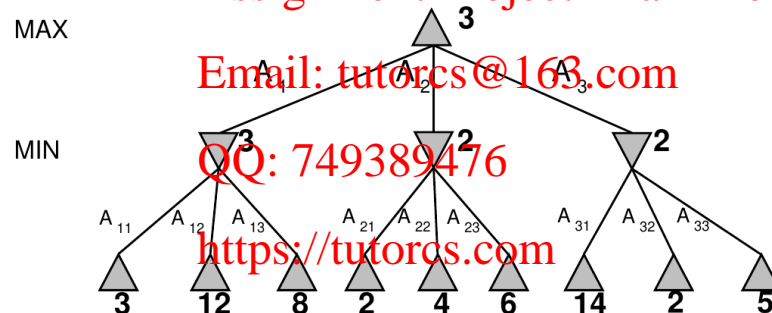 3
MAX
Email: tutorcs@163.com
A1 A2 A3
MIN
3 2 2
QQ: 749389476
A11 A12 A13 A21 A22 A23 A31 A32 A33
https://tutorcs.com
3 12 8 2 4 6 14 2 5